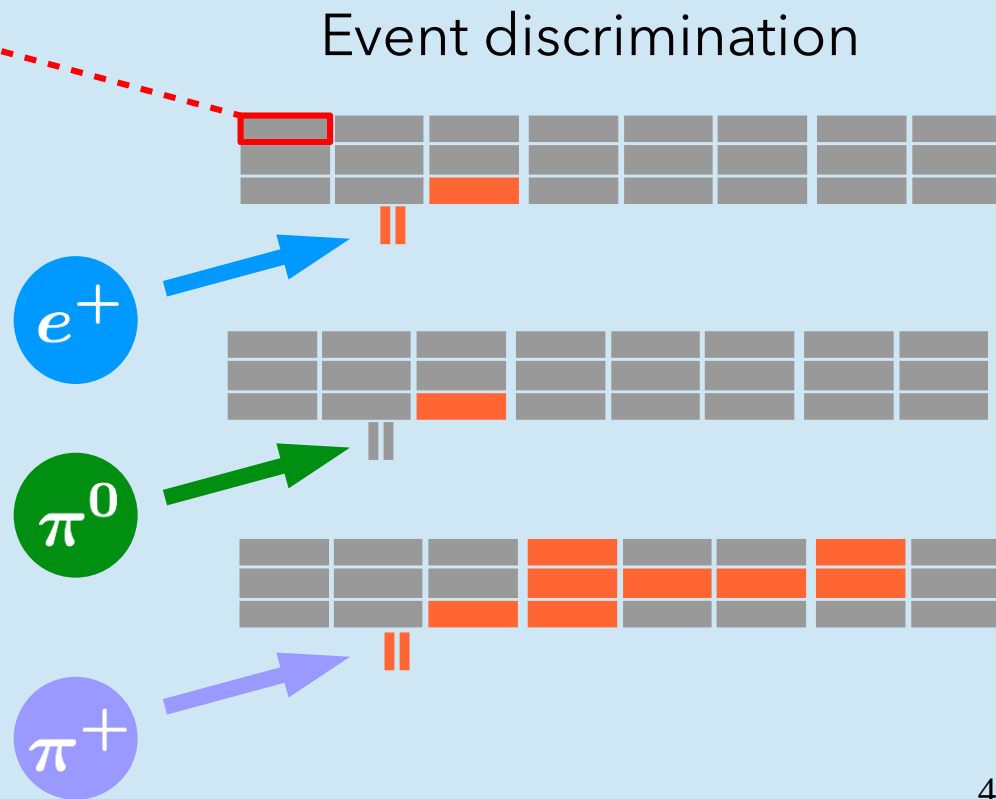 Event discrimination
e⁺
π⁰
π⁺
4